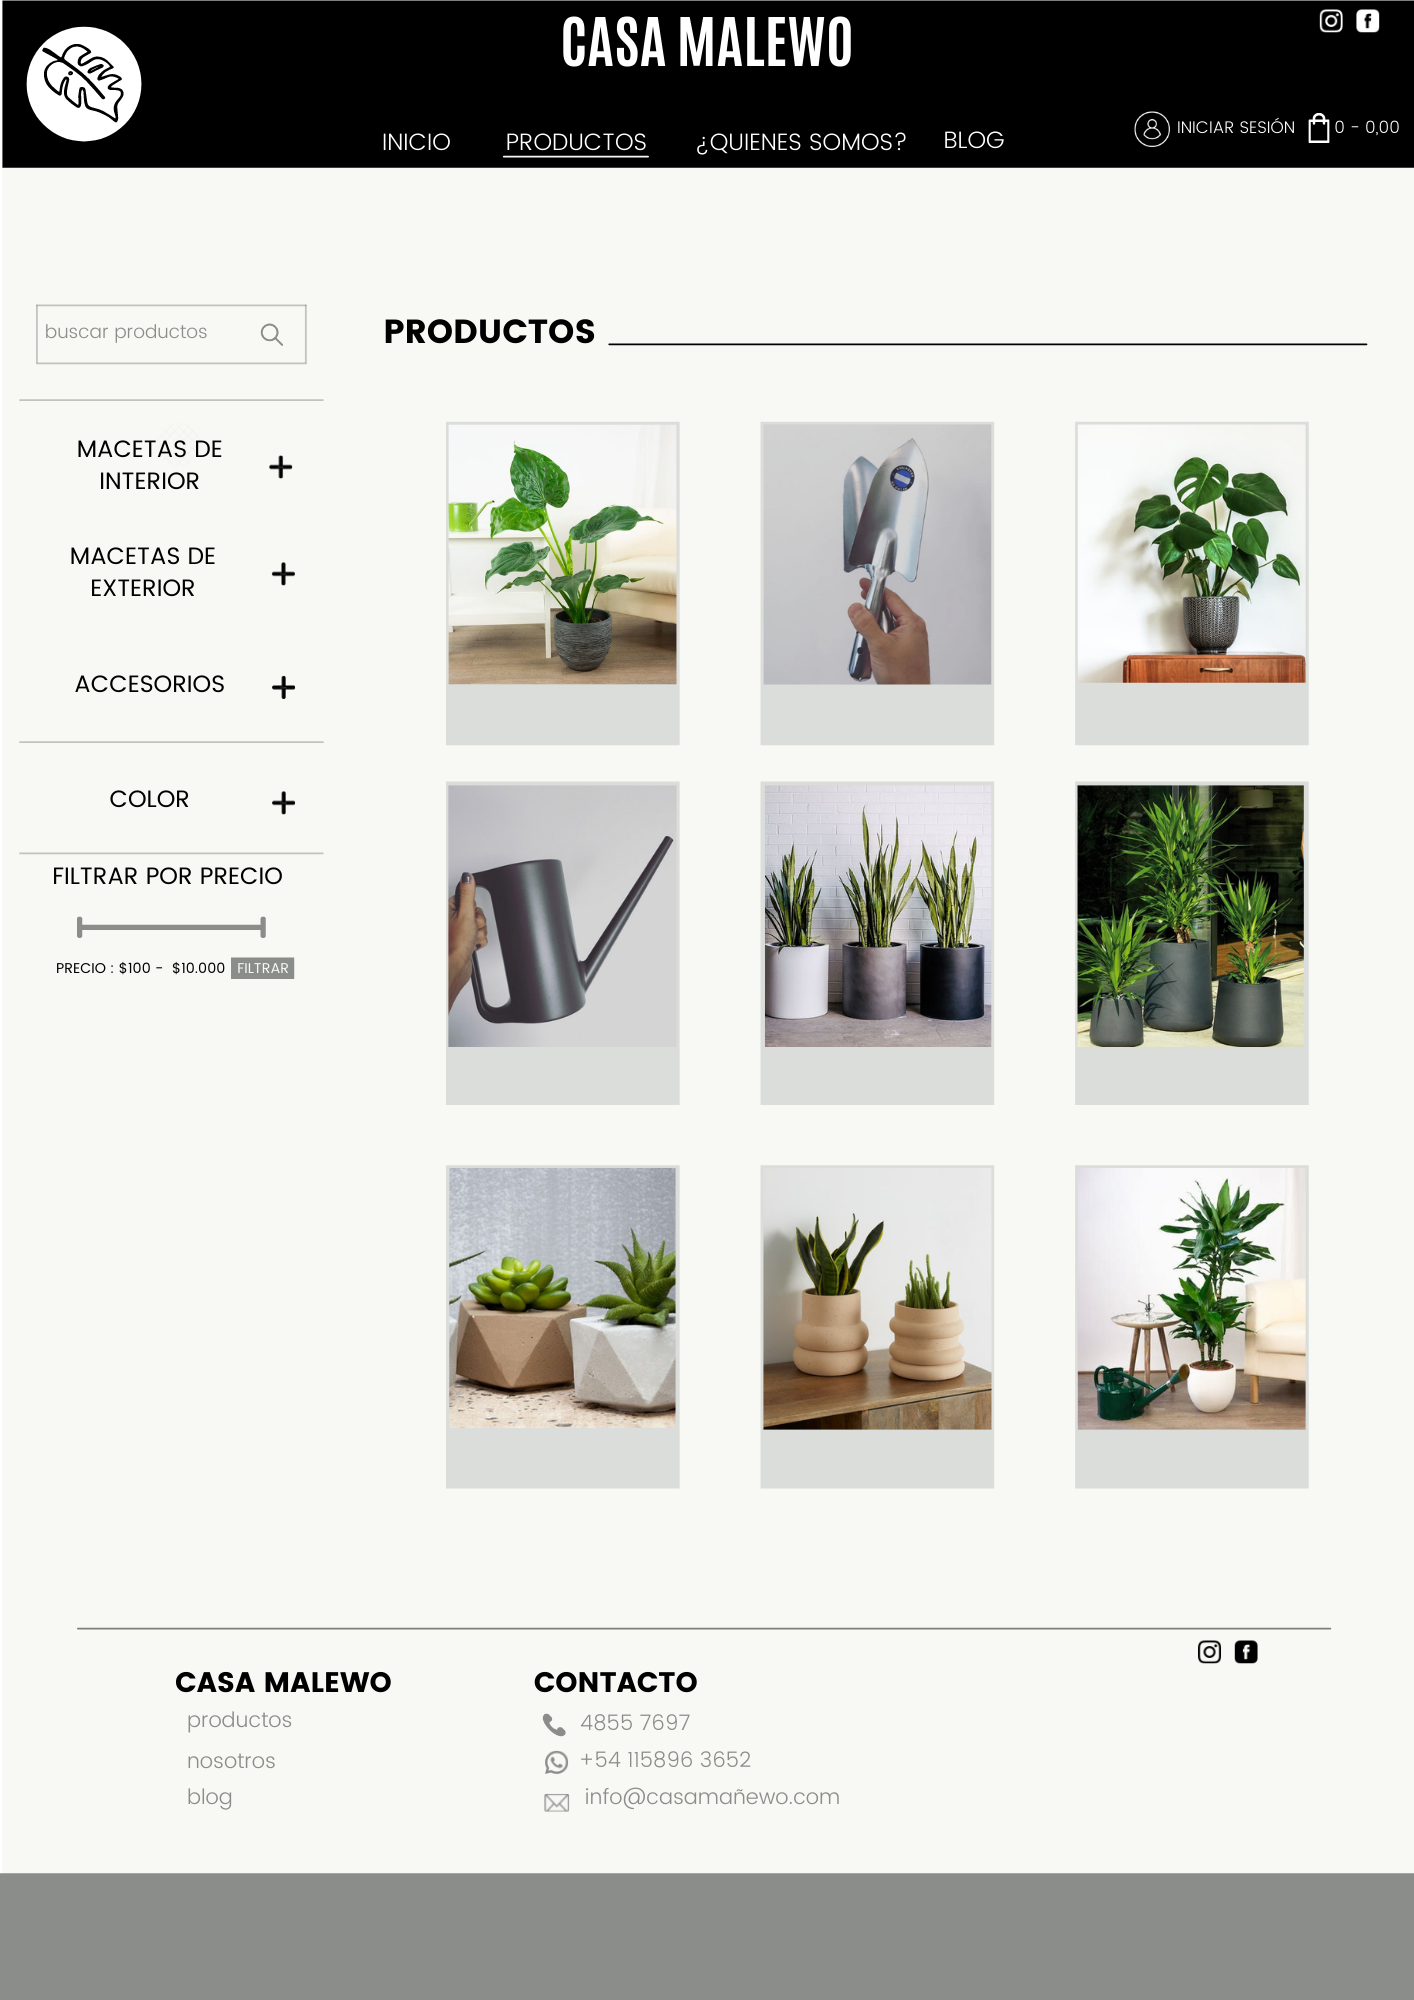 CASA MALEWO
INICIO
PRODUCTOS
¿QUIENES SOMOS?
BLOG
INICIAR SESIÓN
0 - 0,00
buscar productos
PRODUCTOS
MACETAS DE
INTERIOR
MACETAS DE
EXTERIOR
ACCESORIOS
COLOR
FILTRAR POR PRECIO
PRECIO : $100 - $10.000
FILTRAR
CASA MALEWO
productos
nosotros
blog
CONTACTO
4855 7697
+54 115896 3652
info@casamañewo.com